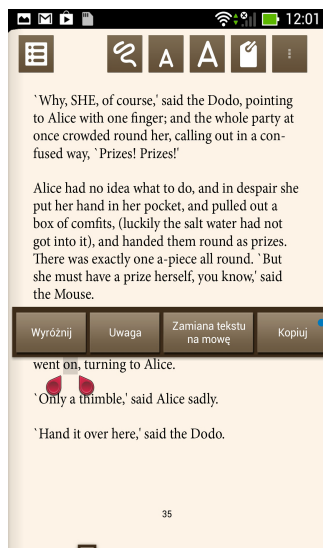 12:01
A A
`Why, SHE, of course,' said the Dodo, pointing
to Alice with one finger; and the whole party at
once crowded round her, calling out in a con-
fused way, `Prizes! Prizes!'
Alice had no idea what to do, and in despair she
put her hand in her pocket, and pulled out a
box of comfits, (luckily the salt water had not
got into it), and handed them round as prizes.
There was exactly one a-piece all round. `But
she must have a prize herself, you know,' said
the Mouse.
Wyróżnij Uwaga Zamiana tekstu na mowę Kopiuj
went on, turning to Alice.
`Only a thimble,' said Alice sadly.
`Hand it over here,' said the Dodo.
35